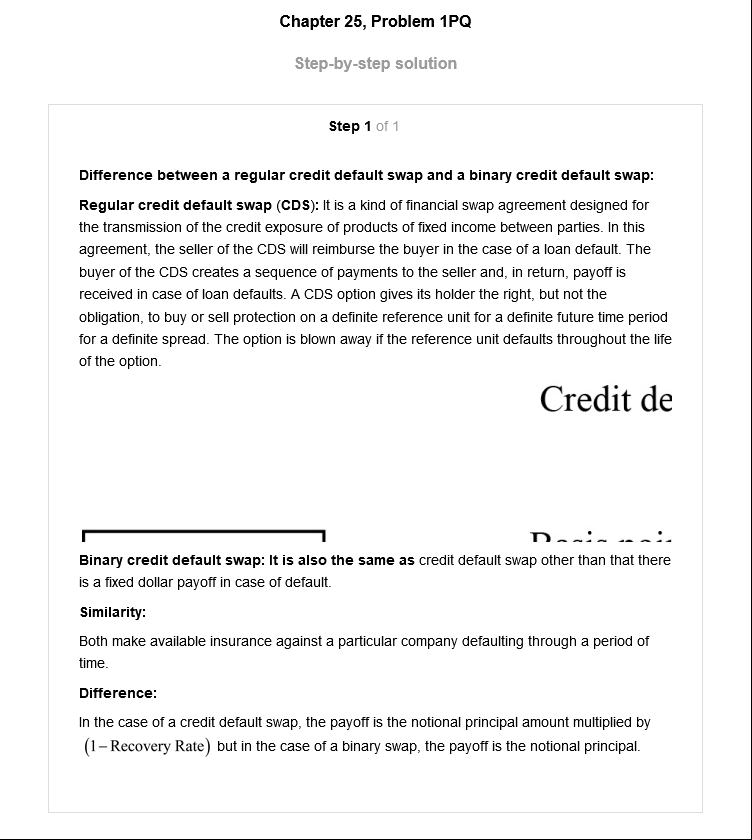 Chapter 25, Problem 1PQ
Step-by-step solution
Step 1 of 1
Difference between a regular credit default swap and a binary credit default swap:
Regular credit default swap (CDS): It is a kind of financial swap agreement designed for
the transmission of the credit exposure of products of fixed income between parties. In this
agreement, the seller of the CDS will reimburse the buyer in the case of a loan default. The
buyer of the CDS creates a sequence of payments to the seller and, in return, payoff is
received in case of loan defaults. A CDS option gives its holder the right, but not the
obligation, to buy or sell protection on a definite reference unit for a definite future time period
for a definite spread. The option is blown away if the reference unit defaults throughout the life
of the option.
Credit de
Binary credit default swap: It is also the same as credit default swap other than that there
is a fixed dollar payoff in case of default.
Similarity:
Both make available insurance against a particular company defaulting through a period of
time.
Difference:
In the case of a credit default swap, the payoff is the notional principal amount multiplied by
(1 – Recovery Rate) but in the case of a binary swap, the payoff is the notional principal.